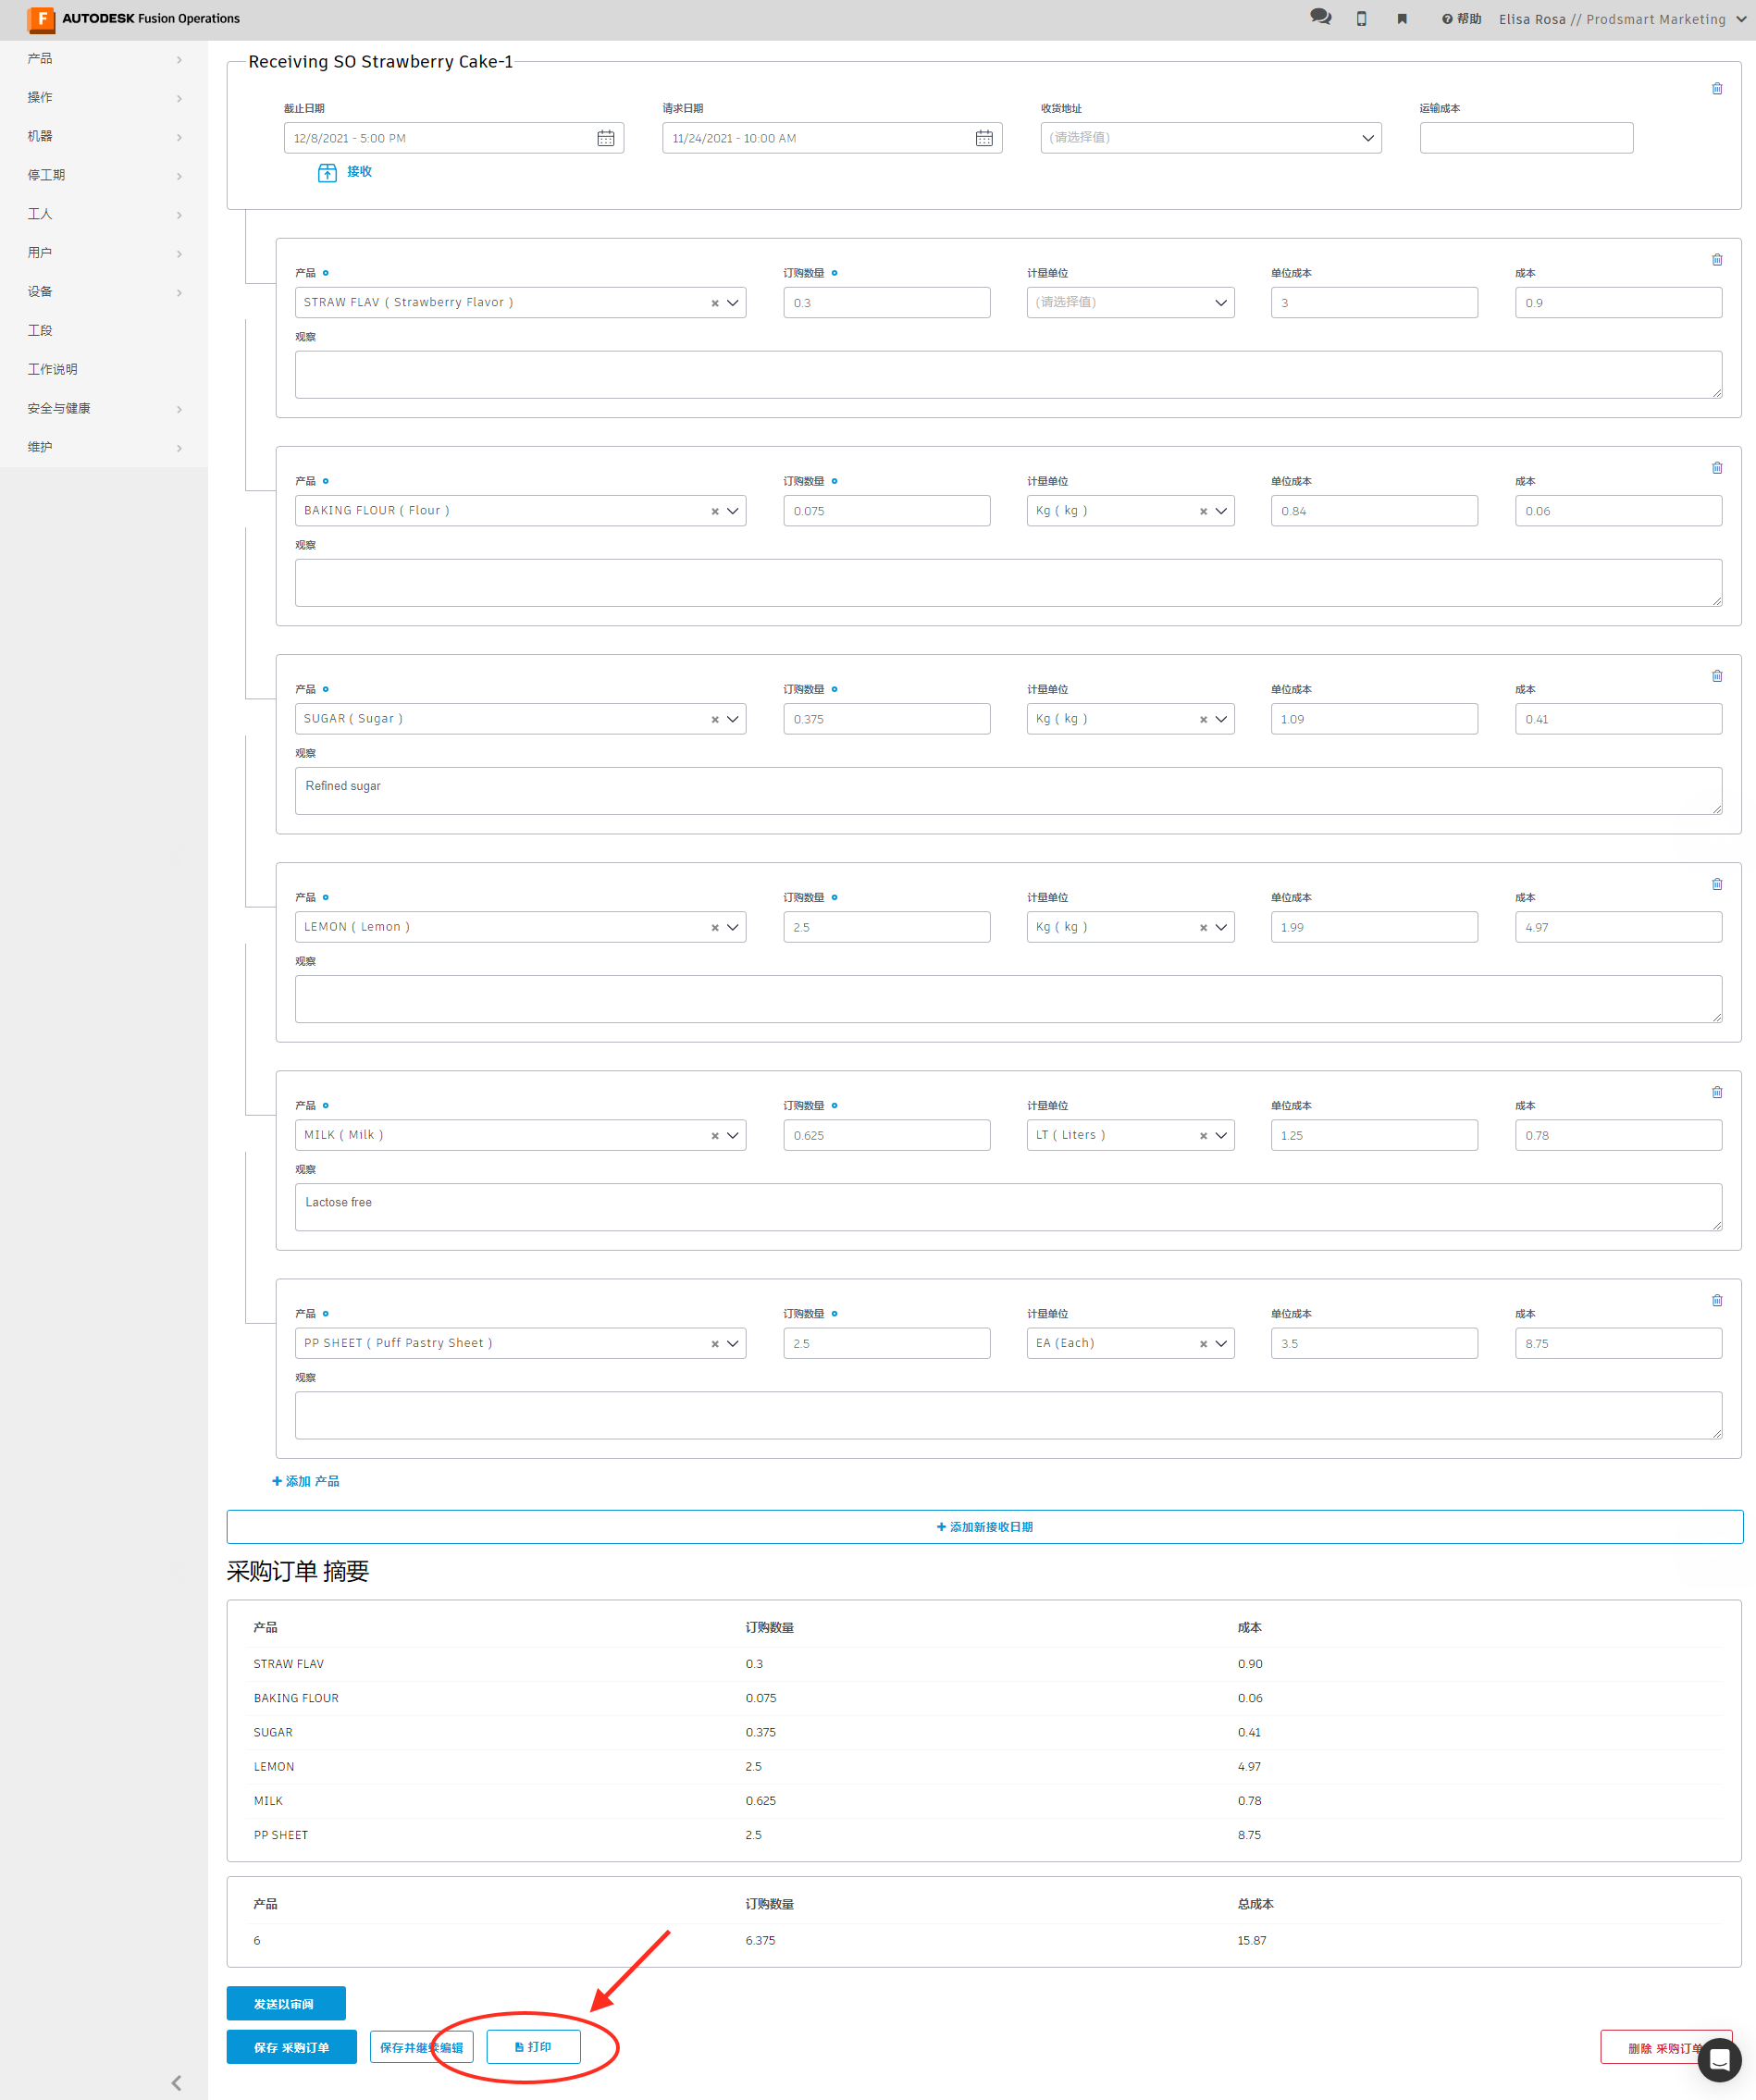 F AUTODESK Fusion Operations
帮助 Elisa Rosa // Prodsmart Marketing
产品
操作
机器
停工期
工人
用户
设备
工段
工作说明
安全与健康
维护
Receiving SO Strawberry Cake-1
截止日期 请求日期 收货地址 运输成本
12/8/2021 - 5:00 PM 11/24/2021 - 10:00 AM (请选择值)
接收
产品 订购数量 计量单位 单位成本 成本
STRAW FLAV ( Strawberry Flavor ) 0.3 (请选择值) 3 0.9
观察
产品 订购数量 计量单位 单位成本 成本
BAKING FLOUR ( Flour ) 0.075 Kg ( kg ) 0.84 0.06
观察
产品 订购数量 计量单位 单位成本 成本
SUGAR ( Sugar ) 0.375 Kg ( kg ) 1.09 0.41
观察
Refined sugar
产品 订购数量 计量单位 单位成本 成本
LEMON ( Lemon ) 2.5 Kg ( kg ) 1.99 4.97
观察
产品 订购数量 计量单位 单位成本 成本
MILK ( Milk ) 0.625 LT ( Liters ) 1.25 0.78
观察
Lactose free
产品 订购数量 计量单位 单位成本 成本
PP SHEET ( Puff Pastry Sheet ) 2.5 EA (Each) 3.5 8.75
观察
+ 添加 产品
+ 添加新接收日期
采购订单 摘要
产品 订购数量 成本
STRAW FLAV 0.3 0.90
BAKING FLOUR 0.075 0.06
SUGAR 0.375 0.41
LEMON 2.5 4.97
MILK 0.625 0.78
PP SHEET 2.5 8.75
产品 订购数量 总成本
6 6.375 15.87
发送以审阅
保存 采购订单 保存并继续编辑 打印 删除 采购订单